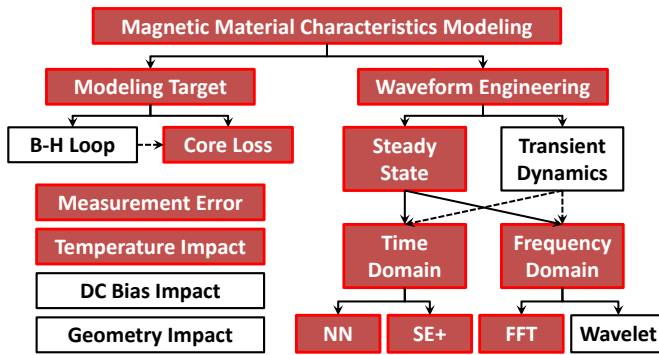 Magnetic Material Characteristics Modeling
Modeling Target
Waveform Engineering
B-H Loop
Core Loss
Steady
State
Transient
Dynamics
Measurement Error
Temperature Impact
DC Bias Impact
Geometry Impact
Time
Domain
Frequency
Domain
NN
SE+
FFT
Wavelet